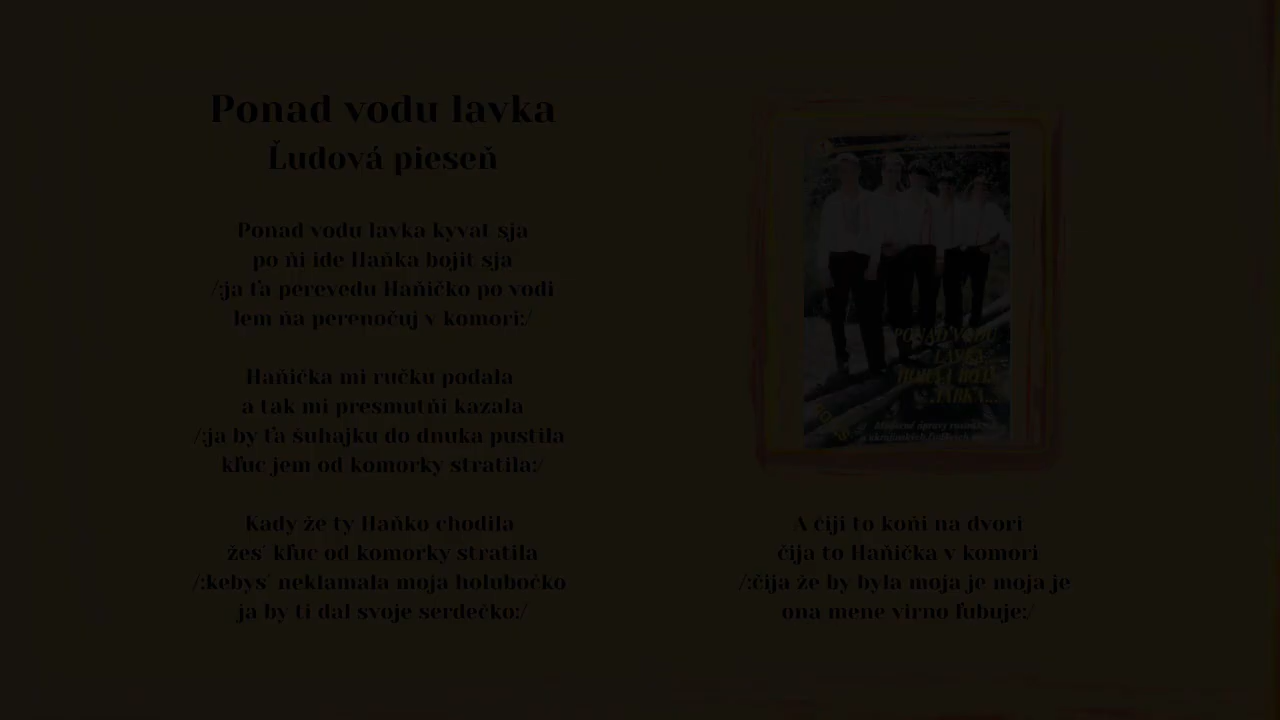 Ponad vodu lavka
Ľudová pieseň
Ponad vodu lavka kyvat sja
po ňi ide Haňka bojit sja
/:ja ťa perevedu Haňičko po vodi
lem ňa perenočuj v komori:/
Haňička mi ručku podala
a tak mi presmutňi kazala
/:ja by ťa šuhajku do dnuka pustila
kľuc jem od komorky stratila:/
Kady že ty Haňko chodila
žes´ kľuc od komorky stratila
/:kebys´ neklamala moja holubočko
ja by ti dal svoje serdečko:/
PONAD VODU
LAVKA
A čiji to koňi na dvori
čija to Haňička v komori
/:čija že by byla moja je moja je
ona mene virno ľubuje:/